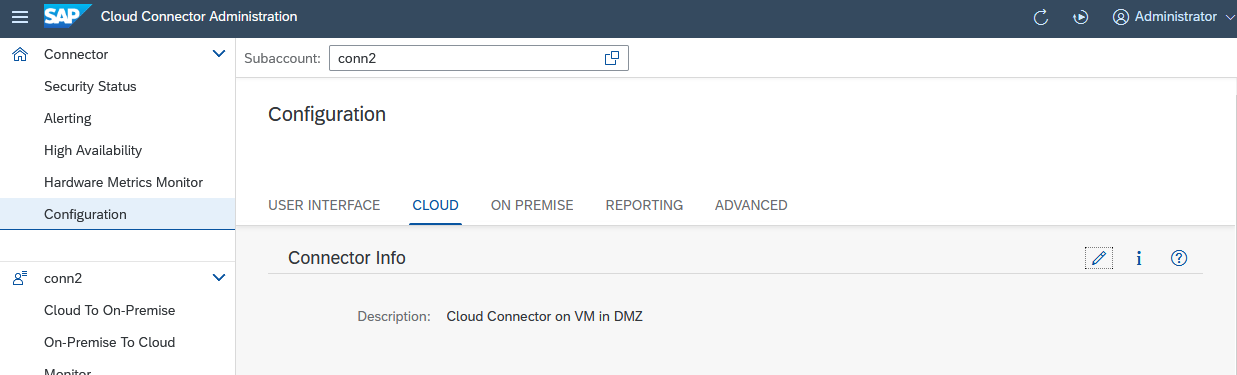 SAP Cloud Connector Administration
Administrator
Connector
Security Status
Alerting
High Availability
Hardware Metrics Monitor
Configuration
conn2
Cloud To On-Premise
On-Premise To Cloud
Monitor
Subaccount: conn2
Configuration
USER INTERFACE CLOUD ON PREMISE REPORTING ADVANCED
Connector Info
Description: Cloud Connector on VM in DMZ